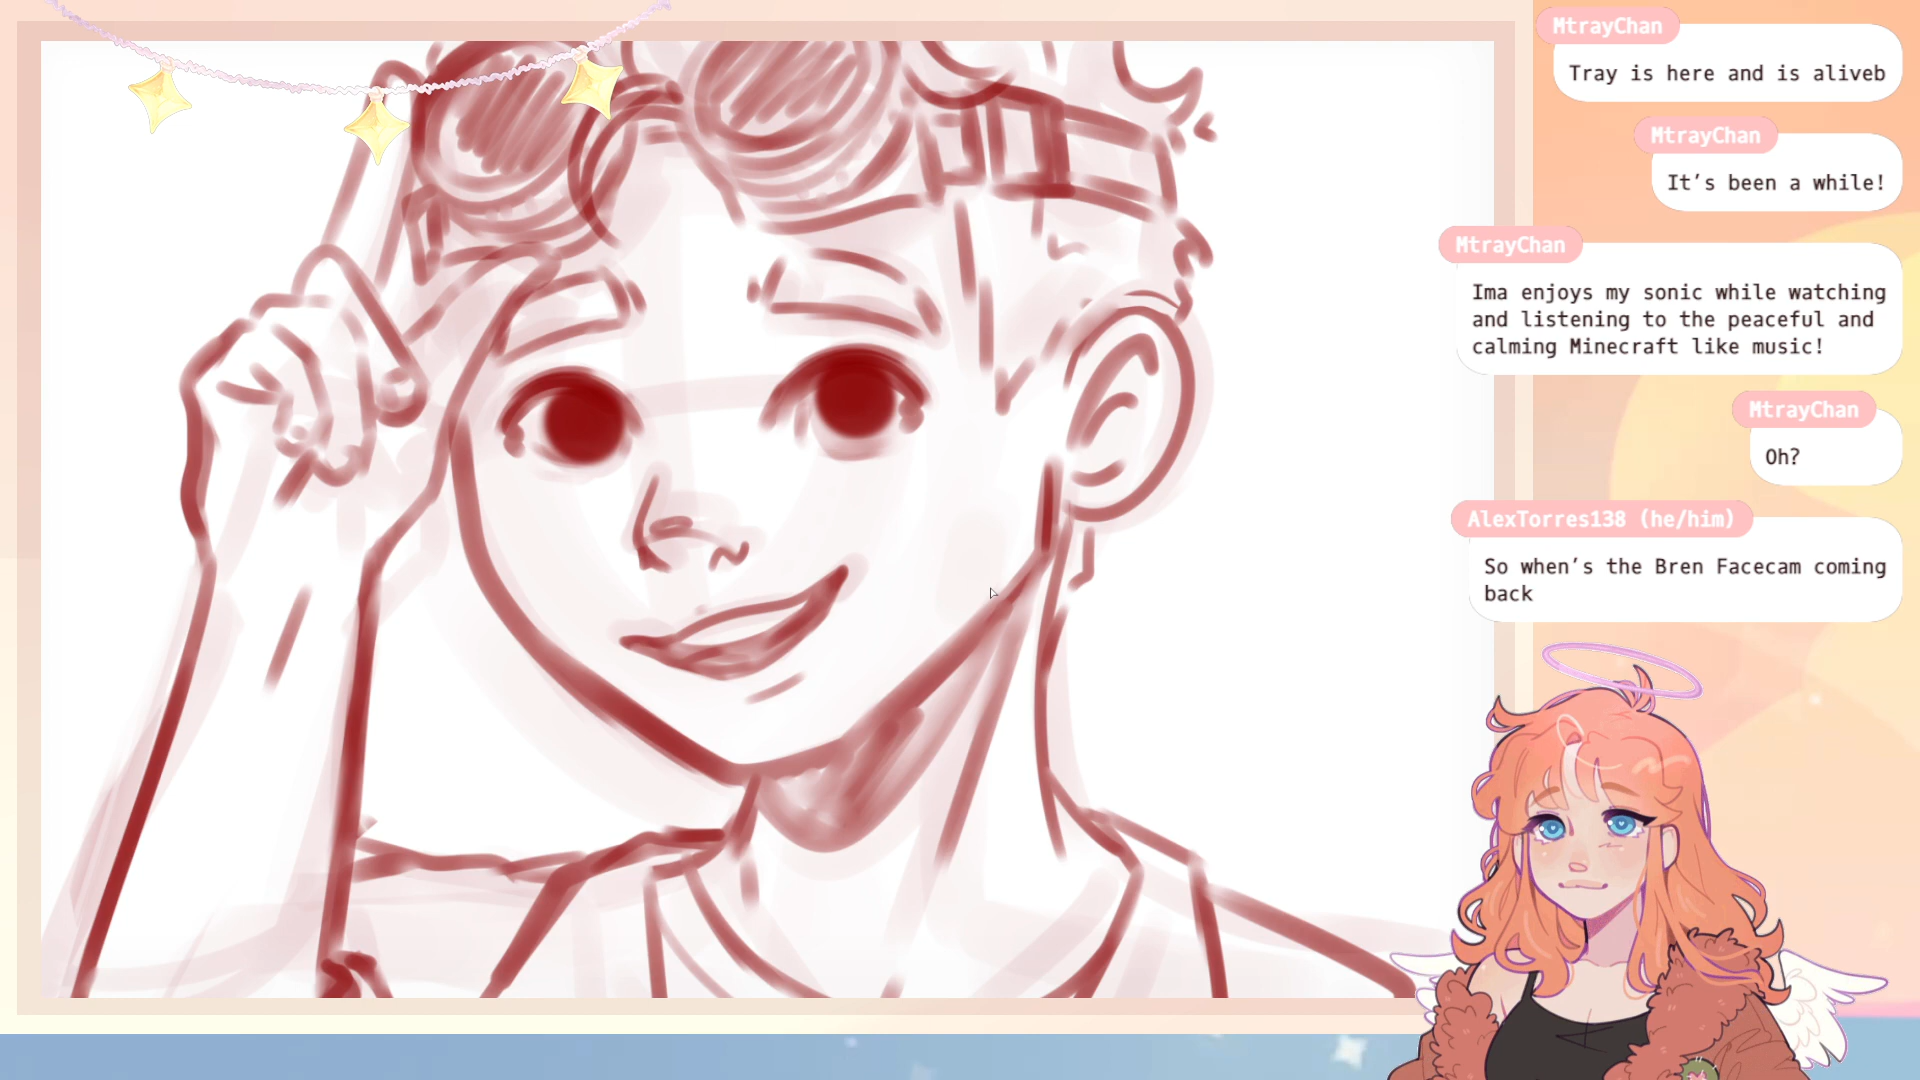 MtrayChan
Tray is here and is aliveb
MtrayChan
It's been a while!
MtrayChan
Ima enjoys my sonic while watching
and listening to the peaceful and
calming Minecraft like music!
MtrayChan
Oh?
AlexTorres138 (he/him)
So when's the Bren Facecam coming
back